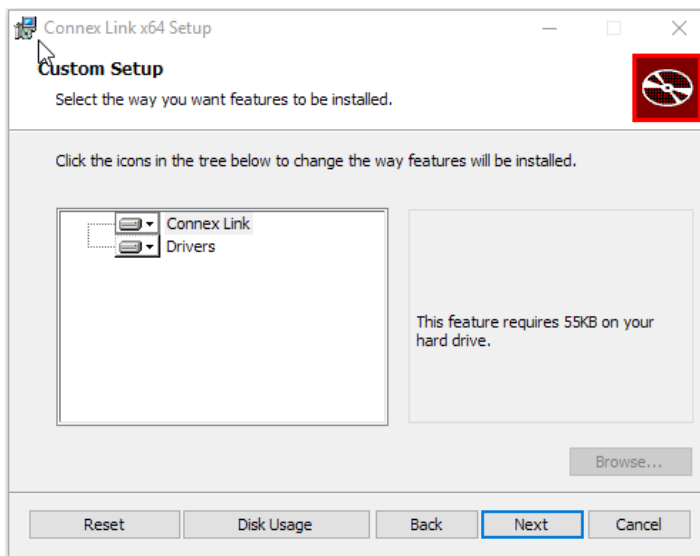 Connex Link x64 Setup
Custom Setup
Select the way you want features to be installed.
Click the icons in the tree below to change the way features will be installed.
Connex Link
Drivers
This feature requires 55KB on your
hard drive.
Browse...
Reset Disk Usage Back Next Cancel